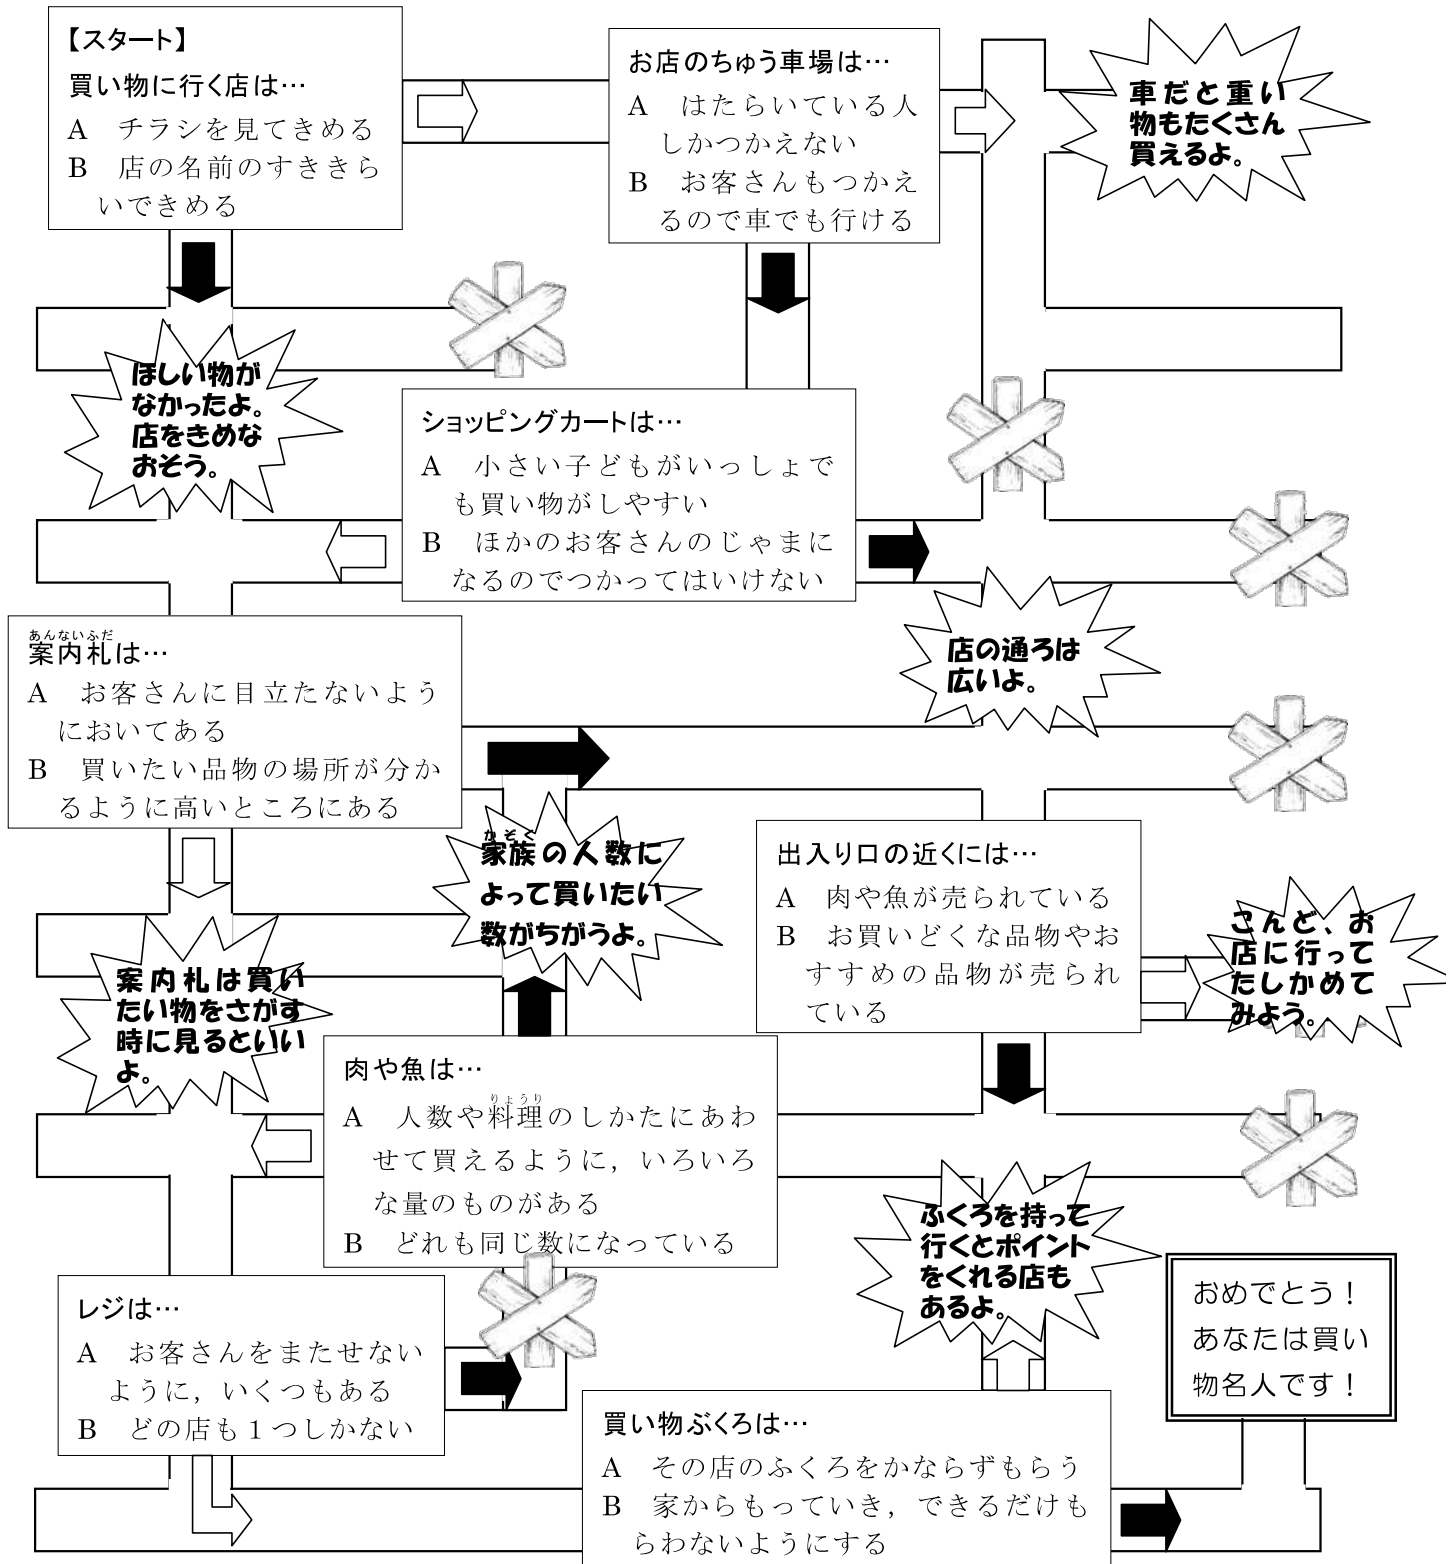 【スタート】
買い物に行く店は…
A　チラシを見てきめる
B　店の名前のすききら
いできめる
お店のちゅう車場は…
A　はたらいている人
しかつかえない
B　お客さんもつかえ
るので車でも行ける
車だと重い
物もたくさん
買えるよ。
ほしい物が
なかったよ。
店をきめな
おそう。
ショッピングカートは…
A　小さい子どもがいっしょで
も買い物がしやすい
B　ほかのお客さんのじゃまに
なるのでつかってはいけない
店の通ろは
広いよ。
あんないふだ
案内札は…
A　お客さんに目立たないよう
においてある
B　買いたい品物の場所が分か
るように高いところにある
かぞく
家族の人数に
よって買いたい
数がちがうよ。
出入り口の近くには…
A　肉や魚が売られている
B　お買いどくな品物やお
すすめの品物が売られ
ている
こんど、お
店に行って
たしかめて
みよう。
案内札は買い
たい物をさがす
時に見るといい
よ。
肉や魚は…
りょうり
A　人数や料理のしかたにあわ
せて買えるように，いろいろ
な量のものがある
B　どれも同じ数になっている
ふくろを持って
行くとポイント
をくれる店も
あるよ。
レジは…
A　お客さんをまたせない
ように，いくつもある
B　どの店も１つしかない
買い物ぶくろは…
A　その店のふくろをかならずもらう
B　家からもっていき，できるだけも
らわないようにする
おめでとう！
あなたは買い
物名人です！